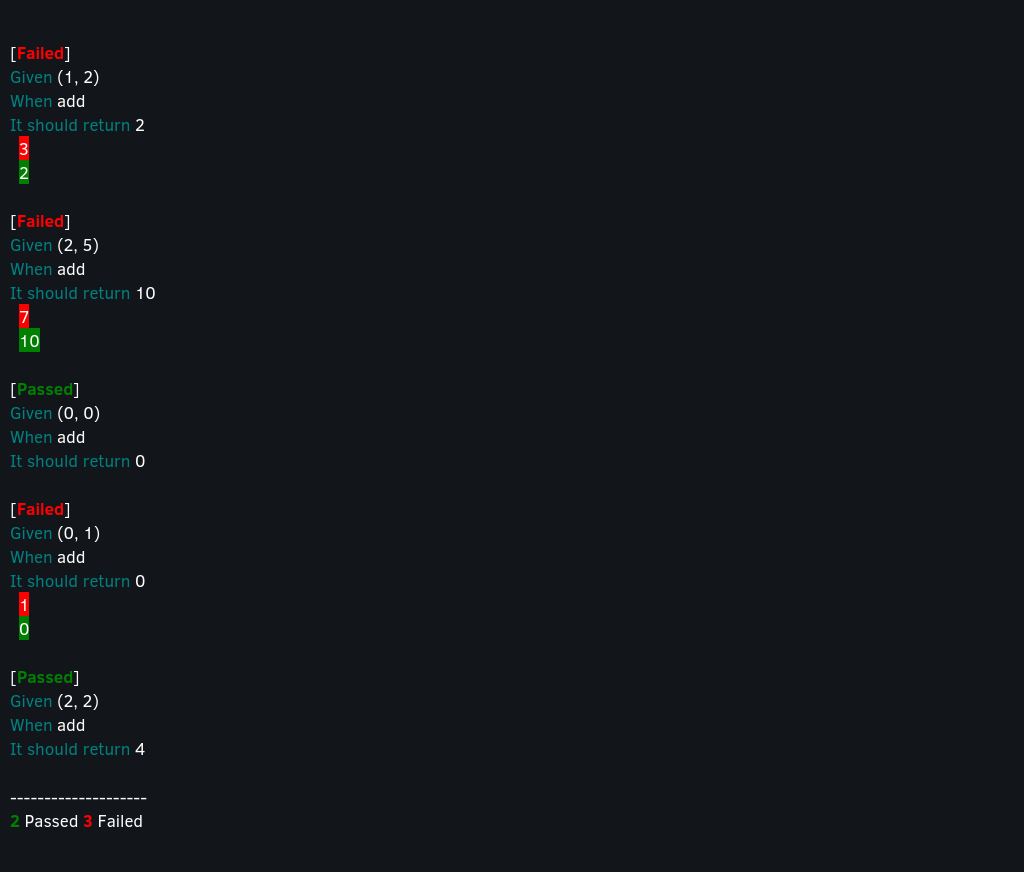 [Failed]
Given (1, 2)
When add
It should return 2
3
2
[Failed]
Given (2, 5)
When add
It should return 10
7
10
[Passed]
Given (0, 0)
When add
It should return 0
[Failed]
Given (0, 1)
When add
It should return 0
1
0
[Passed]
Given (2, 2)
When add
It should return 4
--------------------
2 Passed 3 Failed